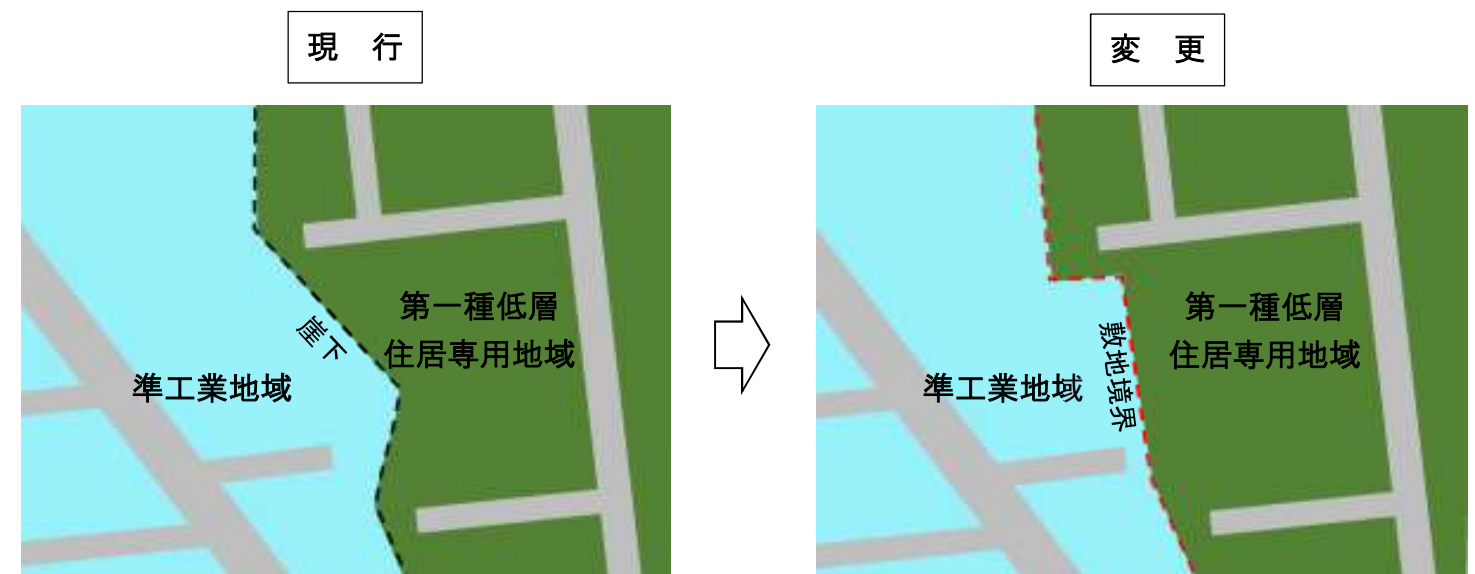 現 行
変 更
第一種低層
住居専用地域
崖下
準工業地域
第一種低層
住居専用地域
敷地境界
準工業地域